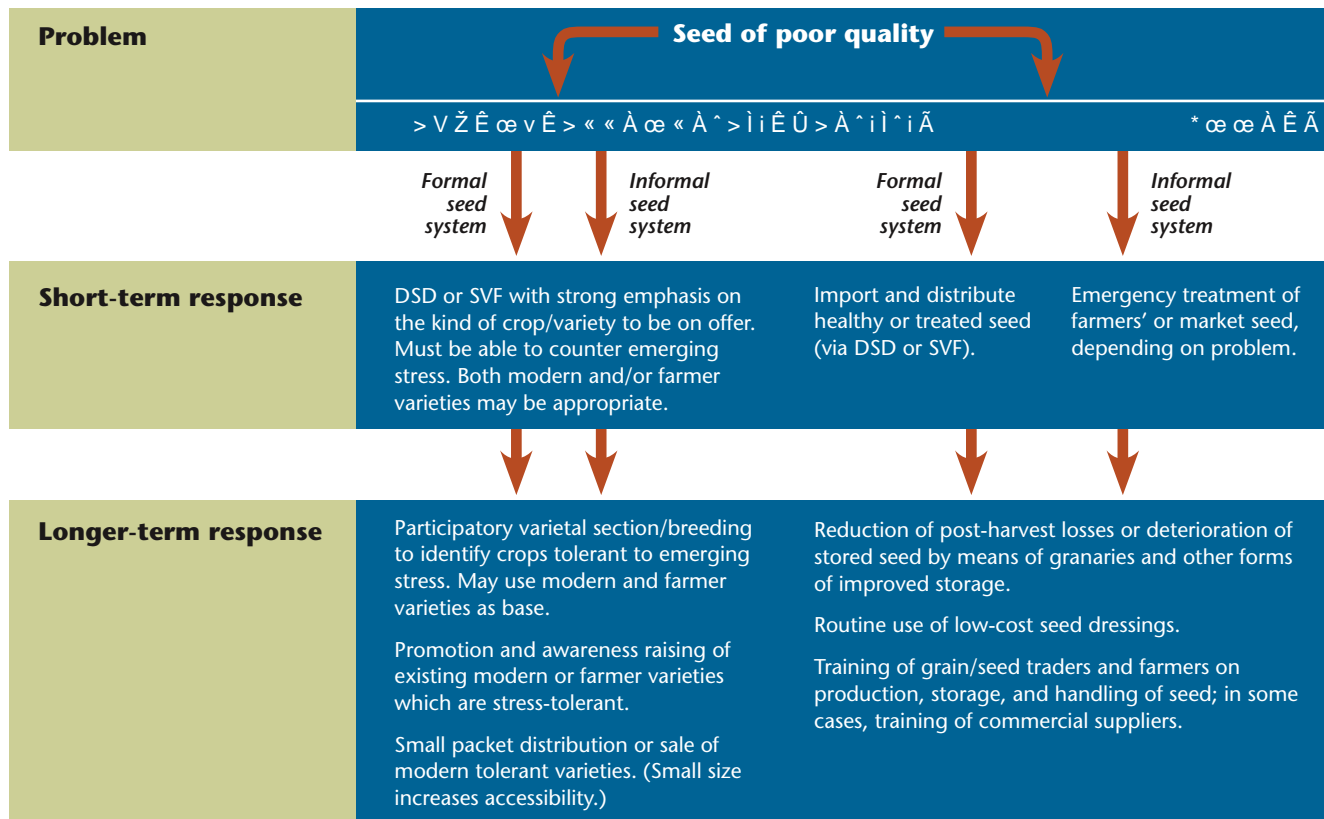 Problem
Seed of poor quality
> V Ž Ê œ v Ê > « « À œ « À ˆ > Ì i Ê Û > À ˆ i Ì ˆ i Ã
* œ œ À Ê Ã
Formal
seed
system
Informal
seed
system
Formal
seed
system
Informal
seed
system
Short-term response
DSD or SVF with strong emphasis on
the kind of crop/variety to be on offer.
Must be able to counter emerging
stress. Both modern and/or farmer
varieties may be appropriate.
Import and distribute
healthy or treated seed
(via DSD or SVF).
Emergency treatment of
farmers’ or market seed,
depending on problem.
Longer-term response
Participatory varietal section/breeding
to identify crops tolerant to emerging
stress. May use modern and farmer
varieties as base.
Promotion and awareness raising of
existing modern or farmer varieties
which are stress-tolerant.
Small packet distribution or sale of
modern tolerant varieties. (Small size
increases accessibility.)
Reduction of post-harvest losses or deterioration of
stored seed by means of granaries and other forms
of improved storage.
Routine use of low-cost seed dressings.
Training of grain/seed traders and farmers on
production, storage, and handling of seed; in some
cases, training of commercial suppliers.